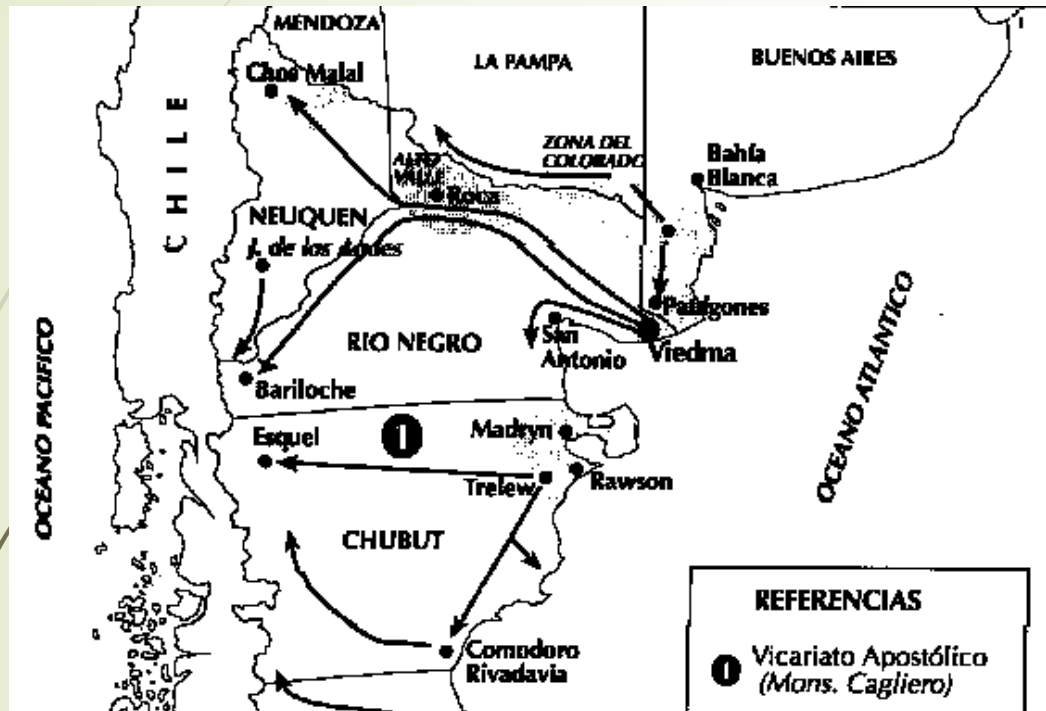 MENDOZA
LA PAMPA
BUENOS AIRES
Chos Malal
CHILE
ZONA DEL
COLORADO
Bahía
Blanca
ALTO
VALLE
Roca
NEUQUEN
J. de los Andes
Patagones
San
Antonio
Viedma
RIO NEGRO
Bariloche
OCEANO PACIFICO
OCEANO ATLANTICO
Esquel
1
Madryn
Trelew
Rawson
CHUBUT
Comodoro
Rivadavia
REFERENCIAS
1 Vicariato Apostólico
(Mons. Cagliero)